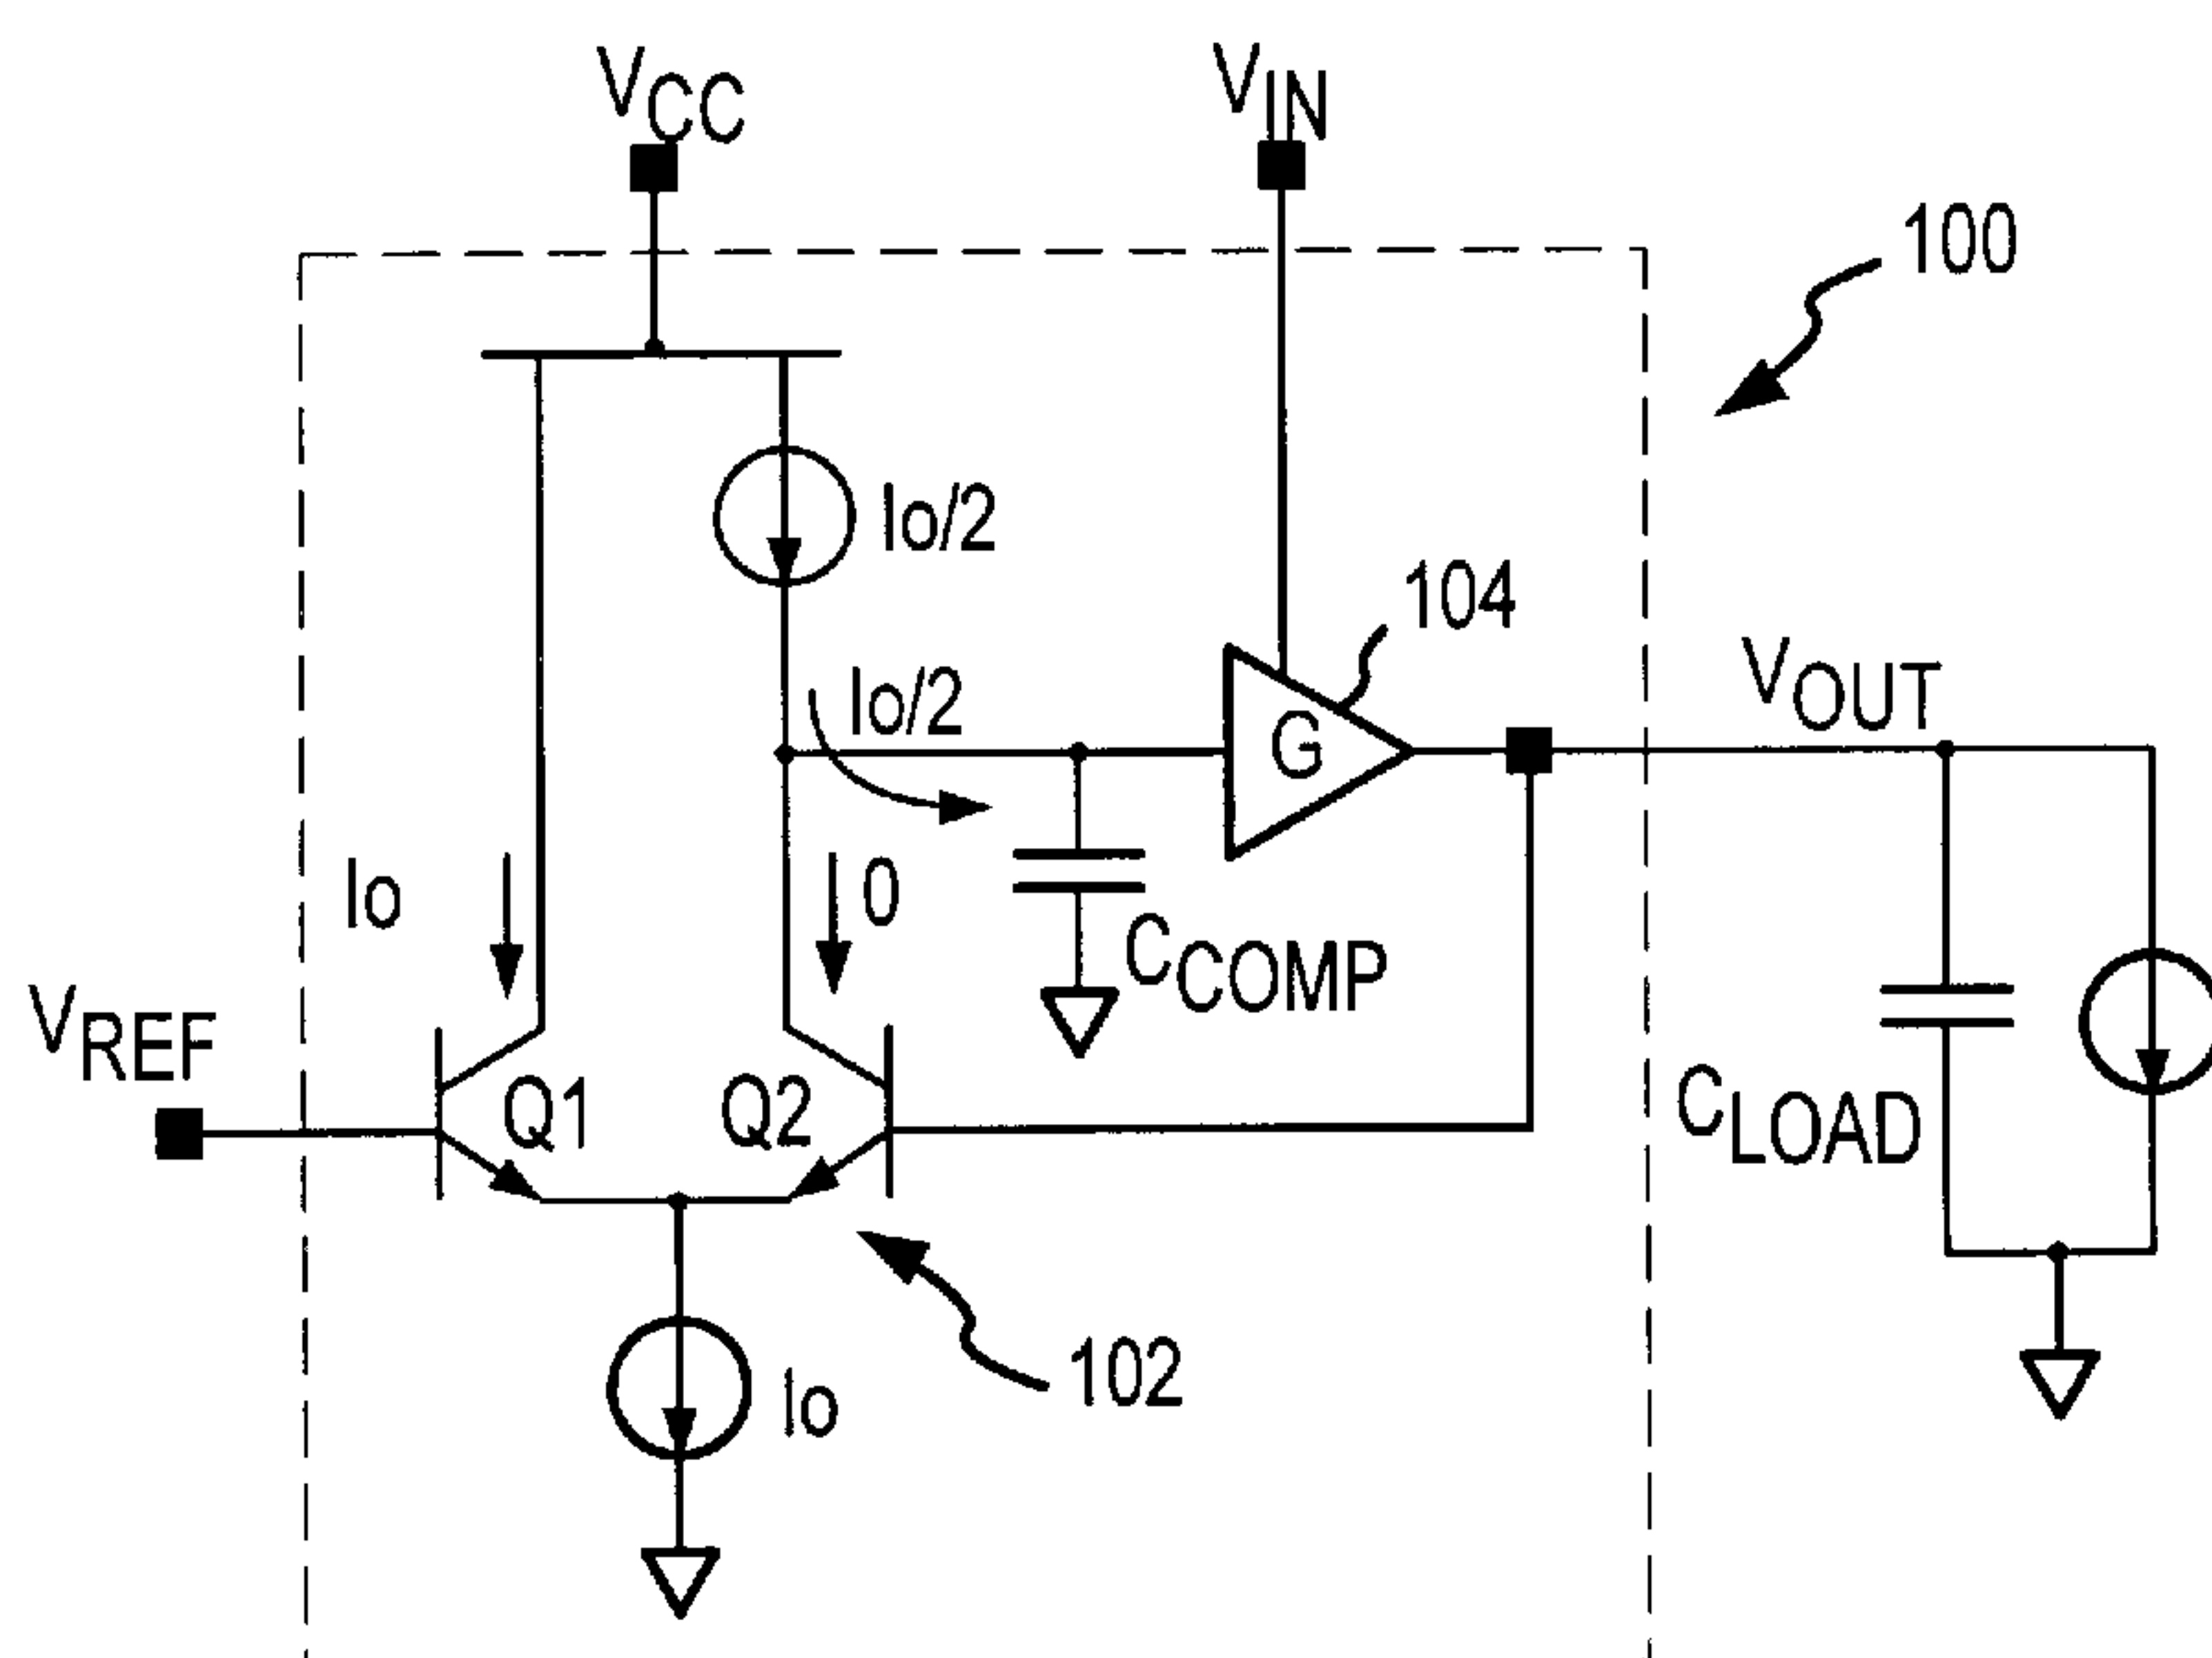 VCC
VIN
100
Io/2
104
Io/2
G
VOUT
Io
0
CCOMP
VREF
Q1
Q2
CLOAD
102
Io